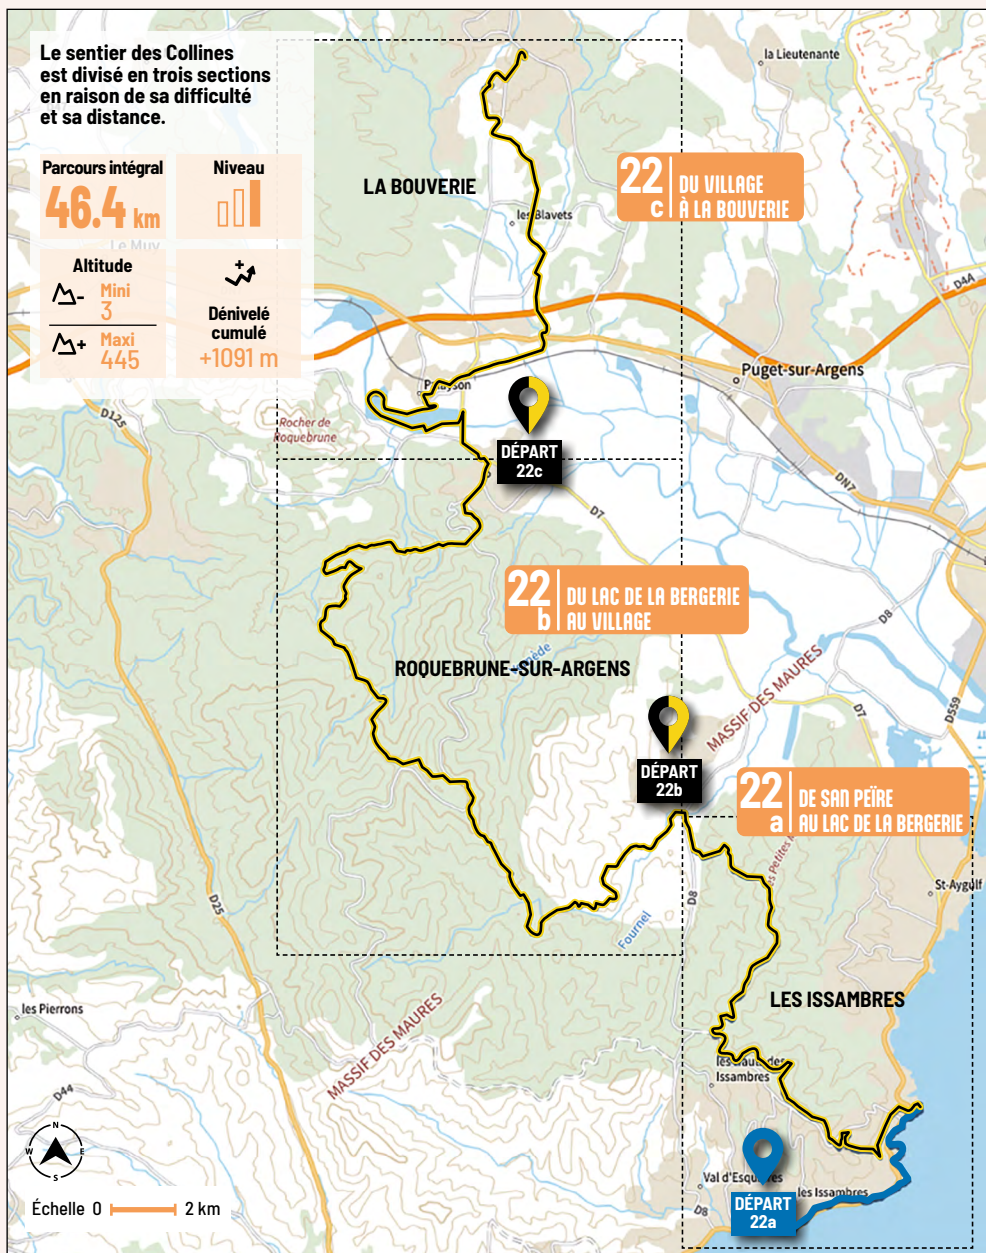 Le sentier des Collines
est divisé en trois sections
en raison de sa difficulté
et sa distance.
Parcours intégral
46.4 km
Niveau
Le Muy
Altitude
Mini
3
Maxi
445
Dénivelé
cumulé
+1091 m
la Lieutenante
LA BOUVERIE
22 c DU VILLAGE
À LA BOUVERIE
les Blavets
D44
Puget-sur-Argens
D125
Rocher de
Roquebrune
DÉPART
22c
DN7
D7
22 b DU LAC DE LA BERGERIE
AU VILLAGE
D8
ROQUEBRUNE-SUR-ARGENS
MASSIF DES MAURES
D7
D559
DÉPART
22b
22 a DE SAN PEÏRE
AU LAC DE LA BERGERIE
les Petites
St-Aygulf
D25
D8
Fournel
LES ISSAMBRES
les Pierrons
MASSIF DES MAURES
les Hauts des
Issambres
D44
N
W E
S
Val d'Esquières
les Issambres
DÉPART
22a
D8
Échelle 0 2 km